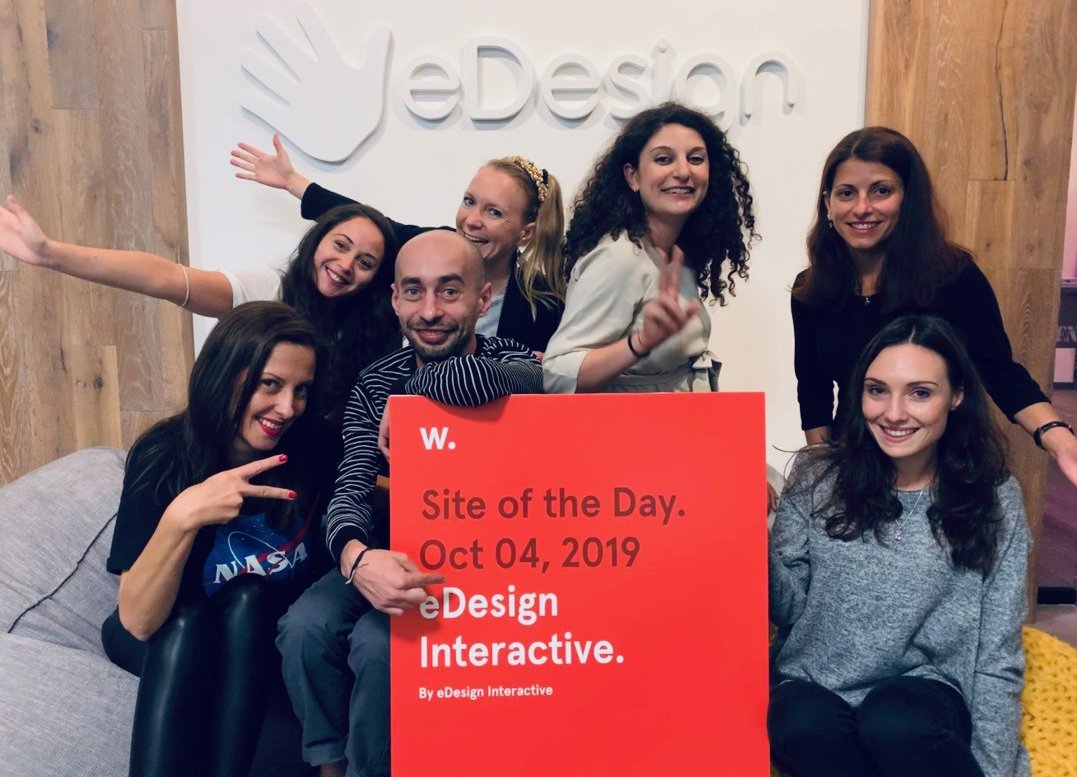 eDesign
w.
Site of the Day.
Oct 04, 2019
eDesign
Interactive.
By eDesign Interactive
NASA